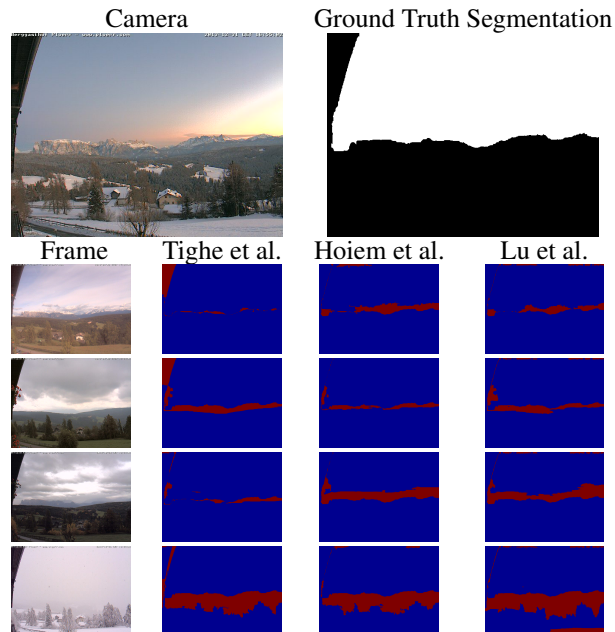 Camera
Ground Truth Segmentation
Frame
Tighe et al.
Hoiem et al.
Lu et al.